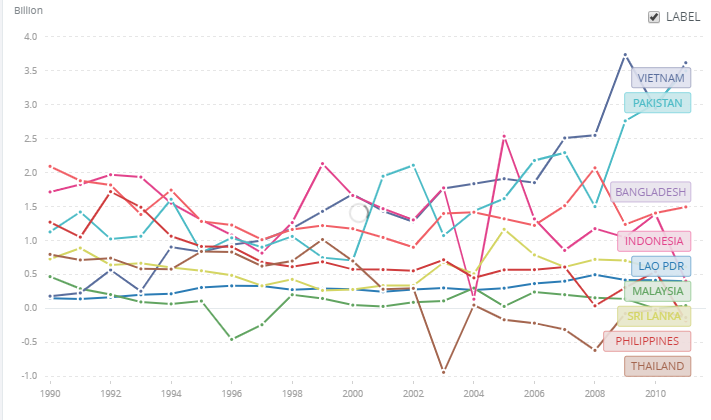 Billion
LABEL
4.0
3.5
3.0
2.5
2.0
1.5
1.0
0.5
0.0
-0.5
-1.0
VIETNAM
PAKISTAN
BANGLADESH
INDONESIA
LAO PDR
MALAYSIA
SRI LANKA
PHILIPPINES
THAILAND
1990
1992
1994
1996
1998
2000
2002
2004
2006
2008
2010